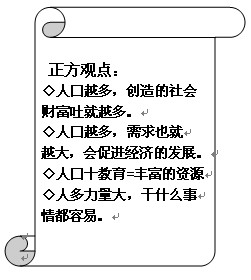 正方观点：
◇人口越多，创造的社会
财富吐就越多。
◇人口越多，需求也就
越大，会促进经济的发展。
◇人口十教育=丰富的资源
◇人多力量大，干什么事
情都容易。